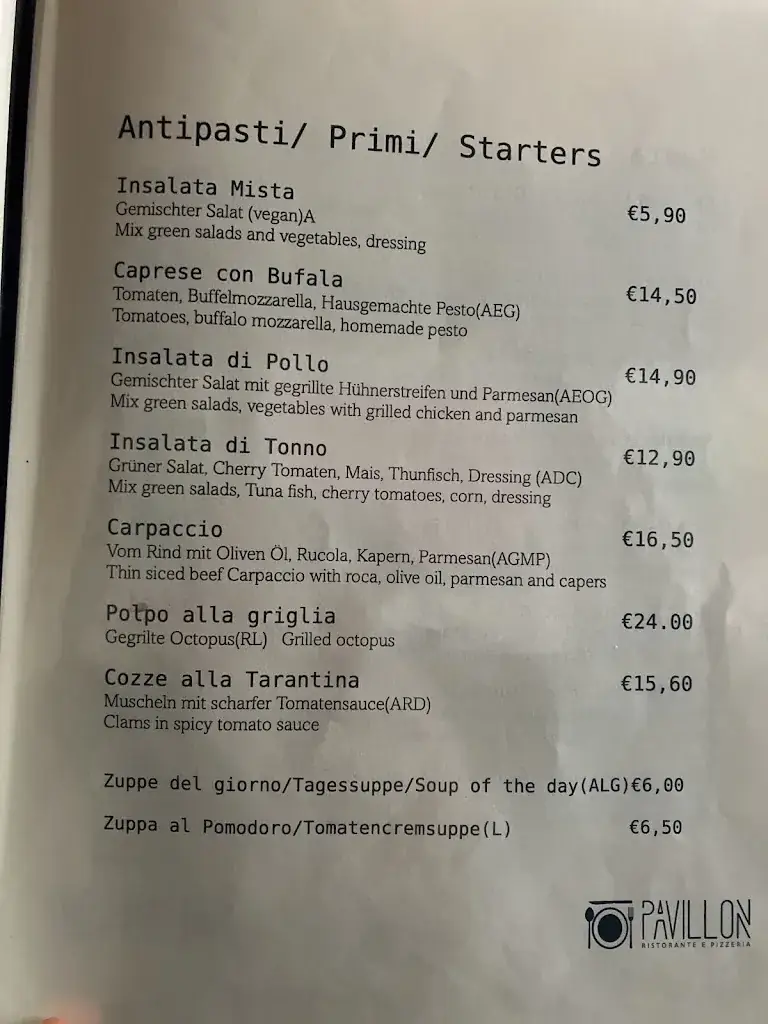 Antipasti/ Primi/ Starters
Insalata Mista
Gemischter Salat (vegan)A
Mix green salads and vegetables, dressing
€5,90
Caprese con Bufala
Tomaten, Buffelmozzarella, Hausgemachte Pesto(AEG)
Tomatoes, buffalo mozzarella, homemade pesto
€14,50
Insalata di Pollo
Gemischter Salat mit gegrillte Hühnerstreifen und Parmesan(AEOG)
Mix green salads, vegetables with grilled chicken and parmesan
€14,90
Insalata di Tonno
Grüner Salat, Cherry Tomaten, Mais, Thunfisch, Dressing (ADC)
Mix green salads, Tuna fish, cherry tomatoes, corn, dressing
€12,90
Carpaccio
Vom Rind mit Oliven Öl, Rucola, Kapern, Parmesan(AGMP)
Thin siced beef Carpaccio with roca, olive oil, parmesan and capers
€16,50
Polpo alla griglia
Gegrilte Octopus(RL) Grilled octopus
€24.00
Cozze alla Tarantina
Muscheln mit scharfer Tomatensauce(ARD)
Clams in spicy tomato sauce
€15,60
Zuppe del giorno/Tagessuppe/Soup of the day(ALG)€6,00
Zuppa al Pomodoro/Tomatencremsuppe(L) €6,50
PAVILLON
RISTORANTE E PIZZERIA